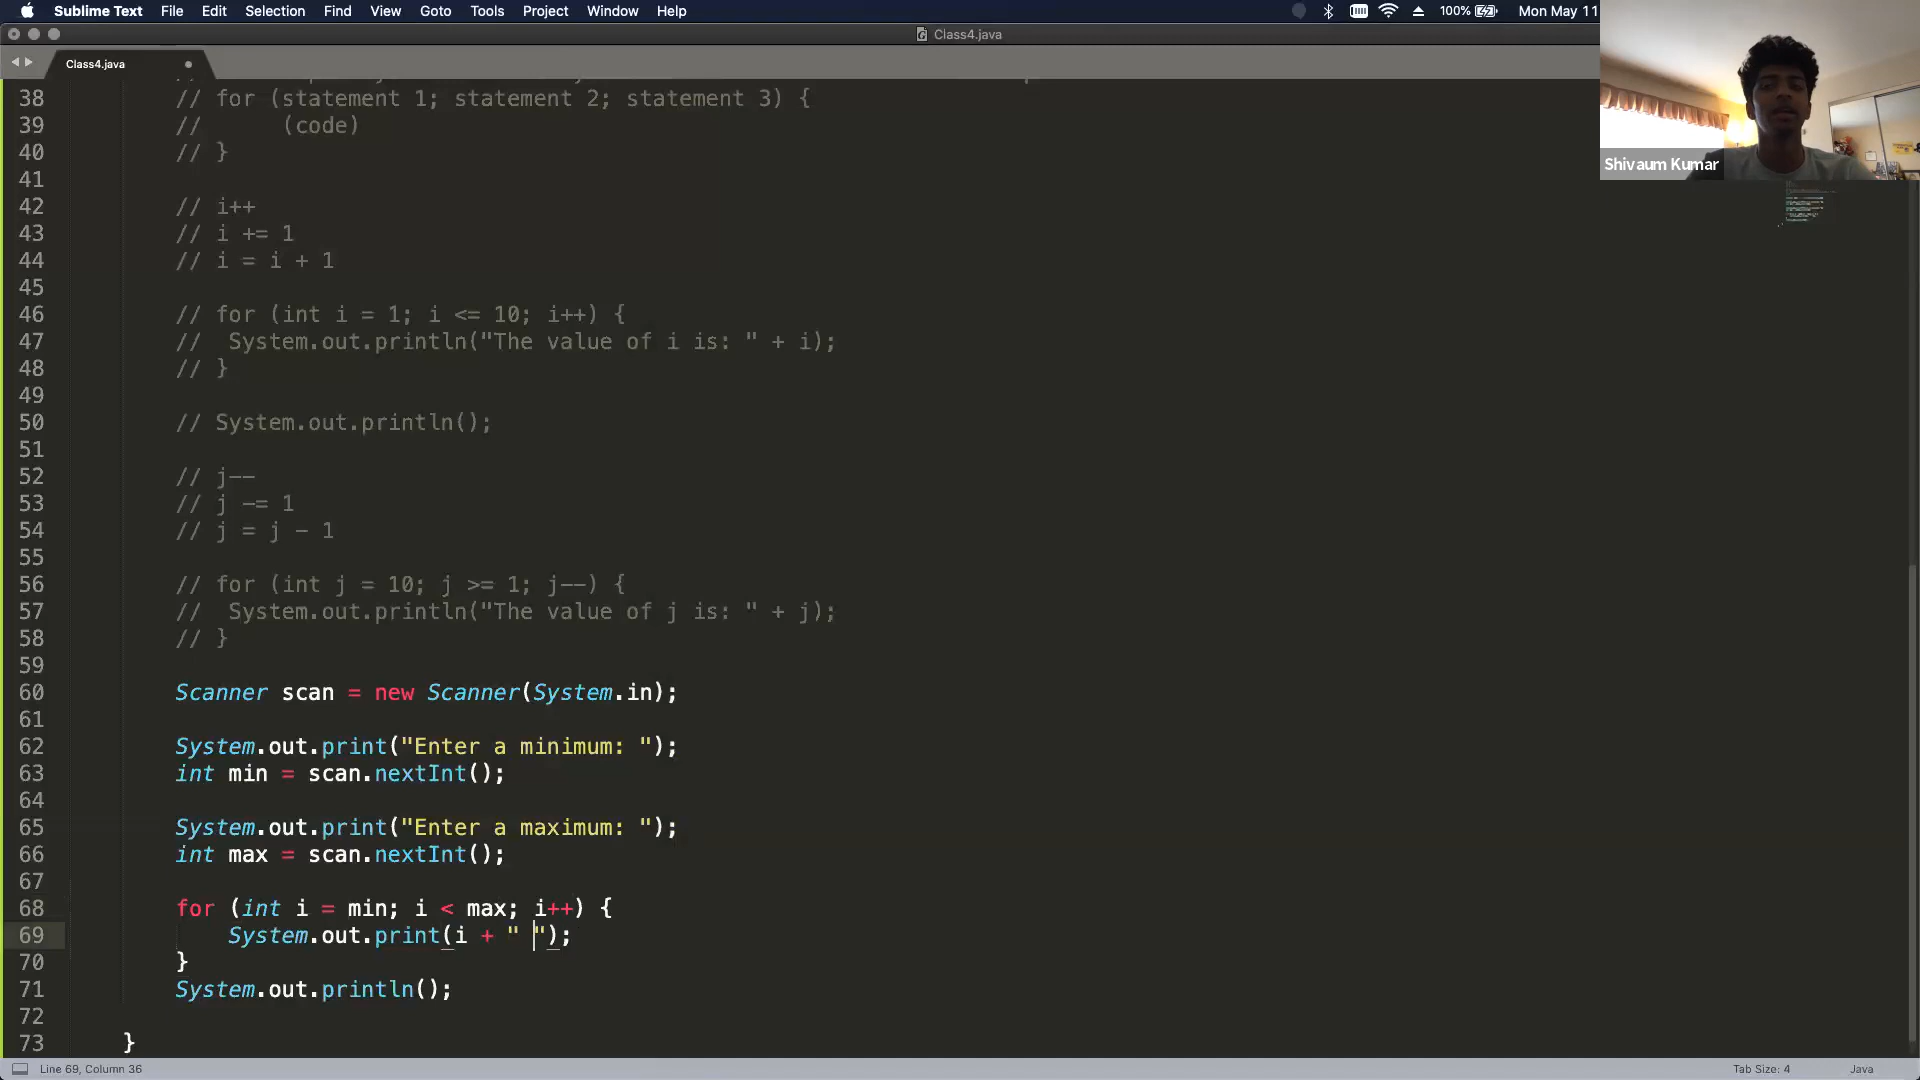 Sublime Text File Edit Selection Find View Goto Tools Project Window Help 100% Mon May 11
Class4.java
Class4.java
38 // for (statement 1; statement 2; statement 3) {
39 // (code)
40 // }
41
42 // i++
43 // i += 1
44 // i = i + 1
45
46 // for (int i = 1; i <= 10; i++) {
47 // System.out.println("The value of i is: " + i);
48 // }
49
50 // System.out.println();
51
52 // j--
53 // j -= 1
54 // j = j - 1
55
56 // for (int j = 10; j >= 1; j--) {
57 // System.out.println("The value of j is: " + j);
58 // }
59
60 Scanner scan = new Scanner(System.in);
61
62 System.out.print("Enter a minimum: ");
63 int min = scan.nextInt();
64
65 System.out.print("Enter a maximum: ");
66 int max = scan.nextInt();
67
68 for (int i = min; i < max; i++) {
69 System.out.print(i + " ");
70 }
71 System.out.println();
72
73 }
Shivaum Kumar
Line 69, Column 36 Tab Size: 4 Java